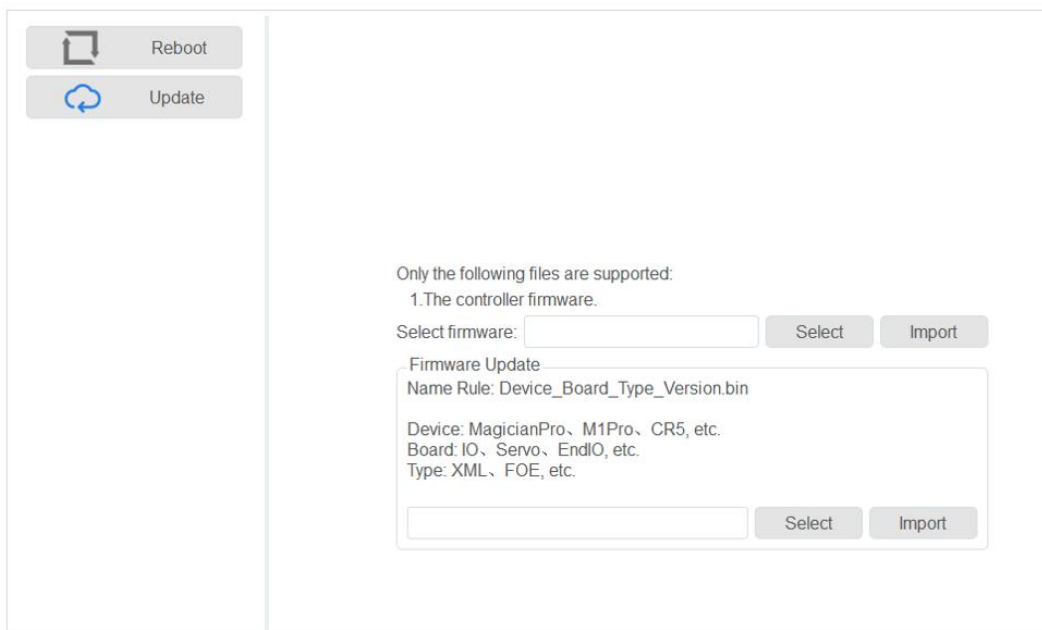 Reboot
Update
Only the following files are supported:
1.The controller firmware.
Select firmware: Select Import
Firmware Update
Name Rule: Device_Board_Type_Version.bin
Device: MagicianPro、M1Pro、CR5, etc.
Board: IO、Servo、EndIO, etc.
Type: XML、FOE, etc.
Select Import